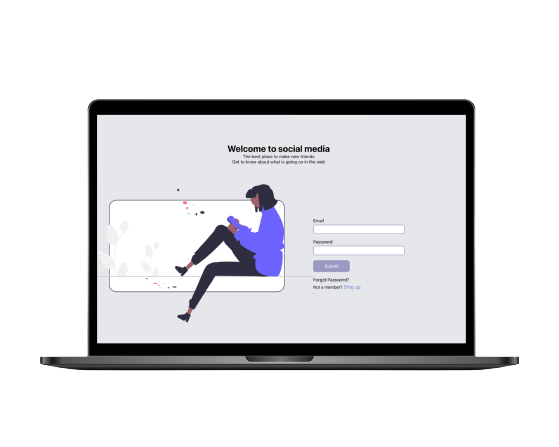 Welcome to social media
The best place to make new friends
Get to know about what is going on in the web
Email
Password
Submit
Forgot Password?
Not a member? Sing up